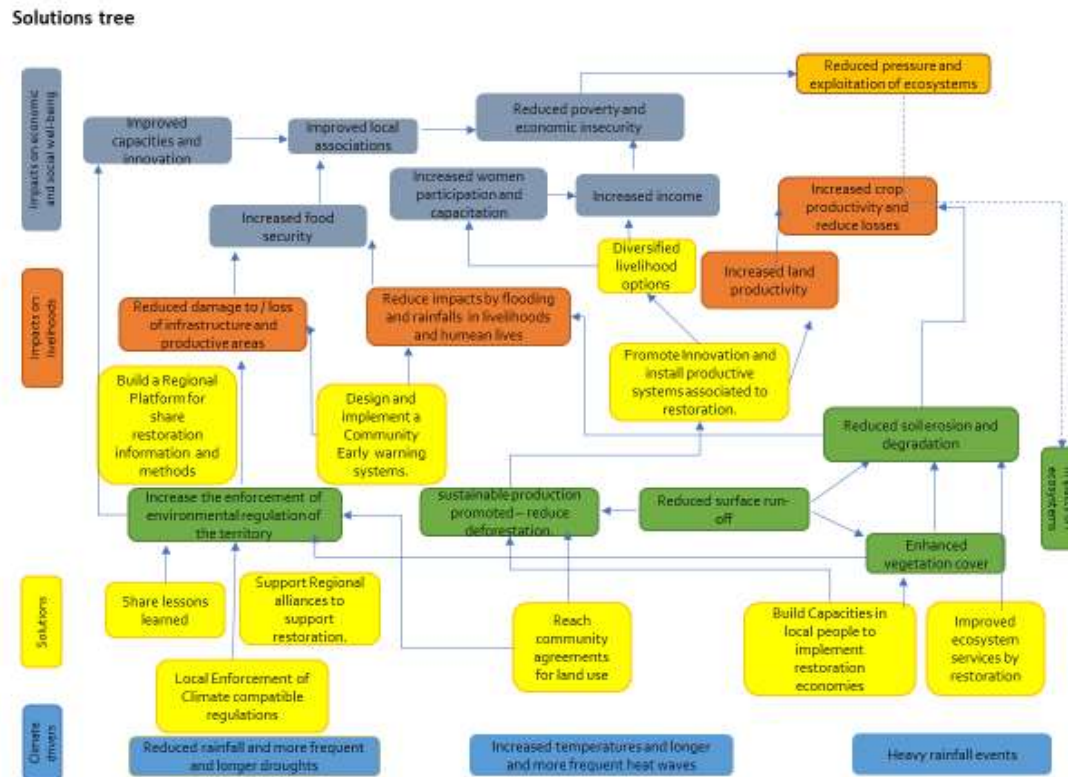 Solutions tree
Impacts on economic
and social well-being
Reduced pressure and
exploitation of ecosystems
Reduced poverty and
economic insecurity
Improved
capacities and
innovation
Improved local
associations
Increased women
participation and
capacitation
Increased income
Increased crop
productivity and
reduce losses
Increased food
security
Diversified
livelihood
options
Increased land
productivity
Impacts on
livelihoods
Reduced damage to / loss
of infrastructure and
productive areas
Reduce impacts by flooding
and rainfalls in livelihoods
and humean lives
Promote Innovation and
install productive
systems associated to
restoration.
Build a Regional
Platform for
share
restoration
information and
methods
Design and
implement a
Community
Early warning
systems.
Reduced soil erosion and
degradation
ecosystems
Increase the enforcement of
environmental regulation of
the territory
sustainable production
promoted – reduce
deforestation.
Reduced surface run-
off
Enhanced
vegetation cover
Solutions
Share lessons
learned
Support Regional
alliances to
support
restoration.
Reach
community
agreements
for land use
Build Capacities in
local people to
implement
restoration
economies
Improved
ecosystem
services by
restoration
Local Enforcement of
Climate compatible
regulations
Climate
drivers
Reduced rainfall and more frequent
and longer droughts
Increased temperatures and longer
and more frequent heat waves
Heavy rainfall events